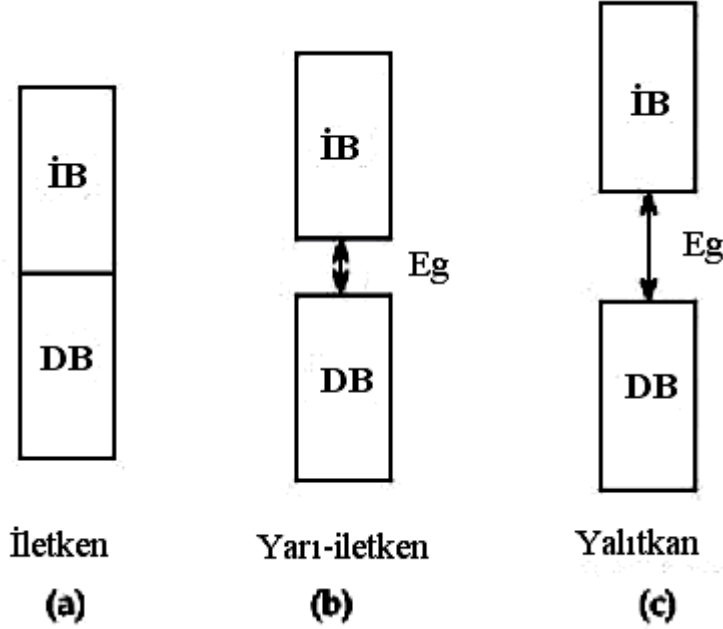 İB
DB
İletken
(a)
İB
Eg
DB
Yarı-iletken
(b)
İB
Eg
DB
Yalıtkan
(c)